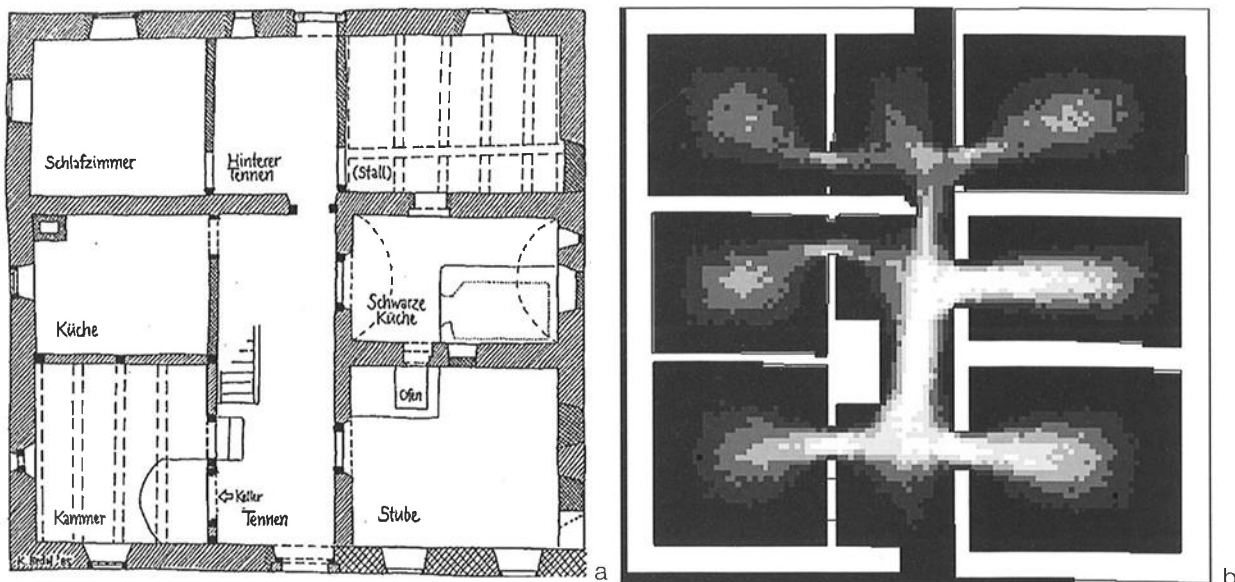 Schlafzimmer
Hinterer
Tennen
(Stall)
Küche
Schwarze
Küche
Ofen
Kammer
⇦Keller
Tennen
Stube
a
b